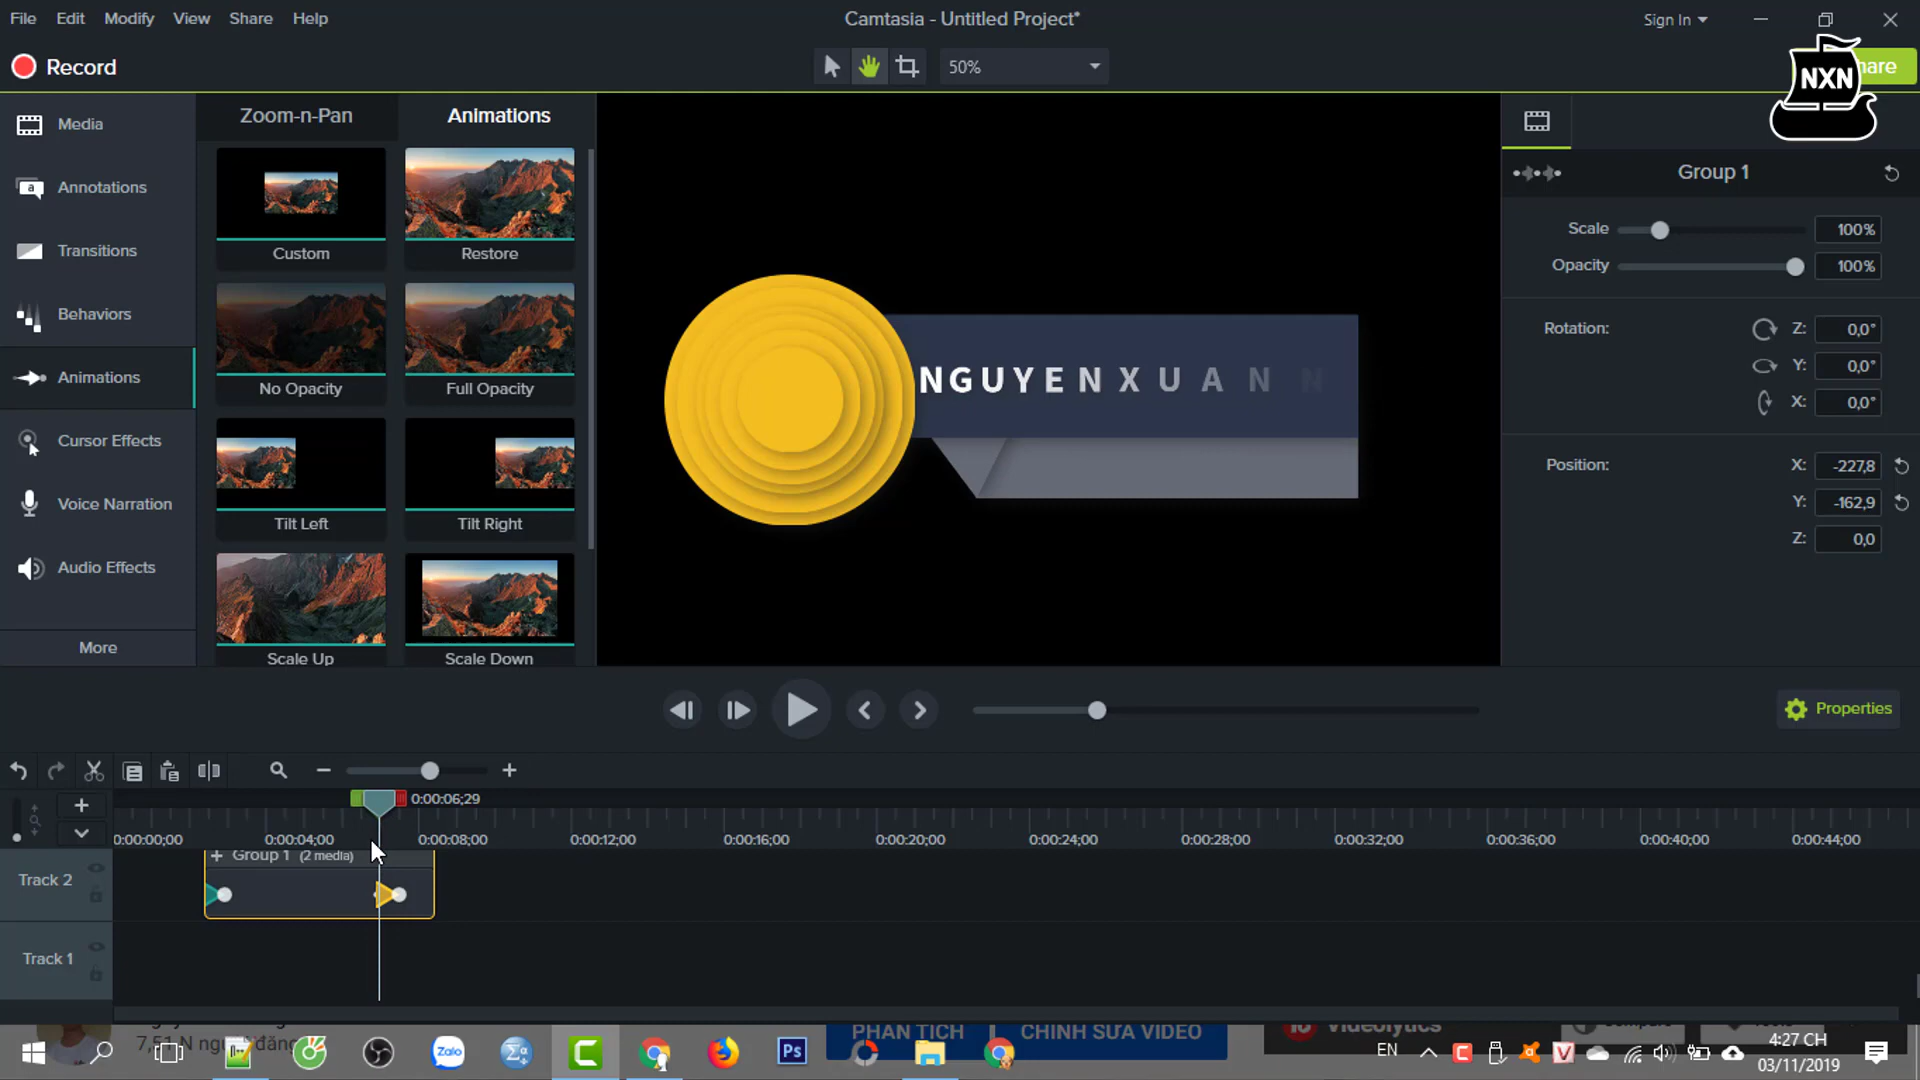 File Edit Modify View Share Help
Camtasia - Untitled Project*
Sign In
Record
50%
NXN
Media
Annotations
Transitions
Behaviors
Animations
Cursor Effects
Voice Narration
Audio Effects
More
Zoom-n-Pan Animations
Custom Restore
No Opacity Full Opacity
Tilt Left Tilt Right
Scale Up Scale Down
NGUYENXUAN N
Group 1
Scale 100%
Opacity 100%
Rotation: Z: 0,0°
Y: 0,0°
X: 0,0°
Position: X: -227,8
Y: -162,9
Z: 0,0
Properties
0:00:06;29
0:00:00;00 0:00:04;00 0:00:08;00 0:00:12;00 0:00:16;00 0:00:20;00 0:00:24;00 0:00:28;00 0:00:32;00 0:00:36;00 0:00:40;00 0:00:44;00
+ Group 1 (2 media)
Track 2
Track 1
PHÂN TÍCH CHỈNH SỬA VIDEO
Zalo
Ps
EN
4:27 CH
03/11/2019